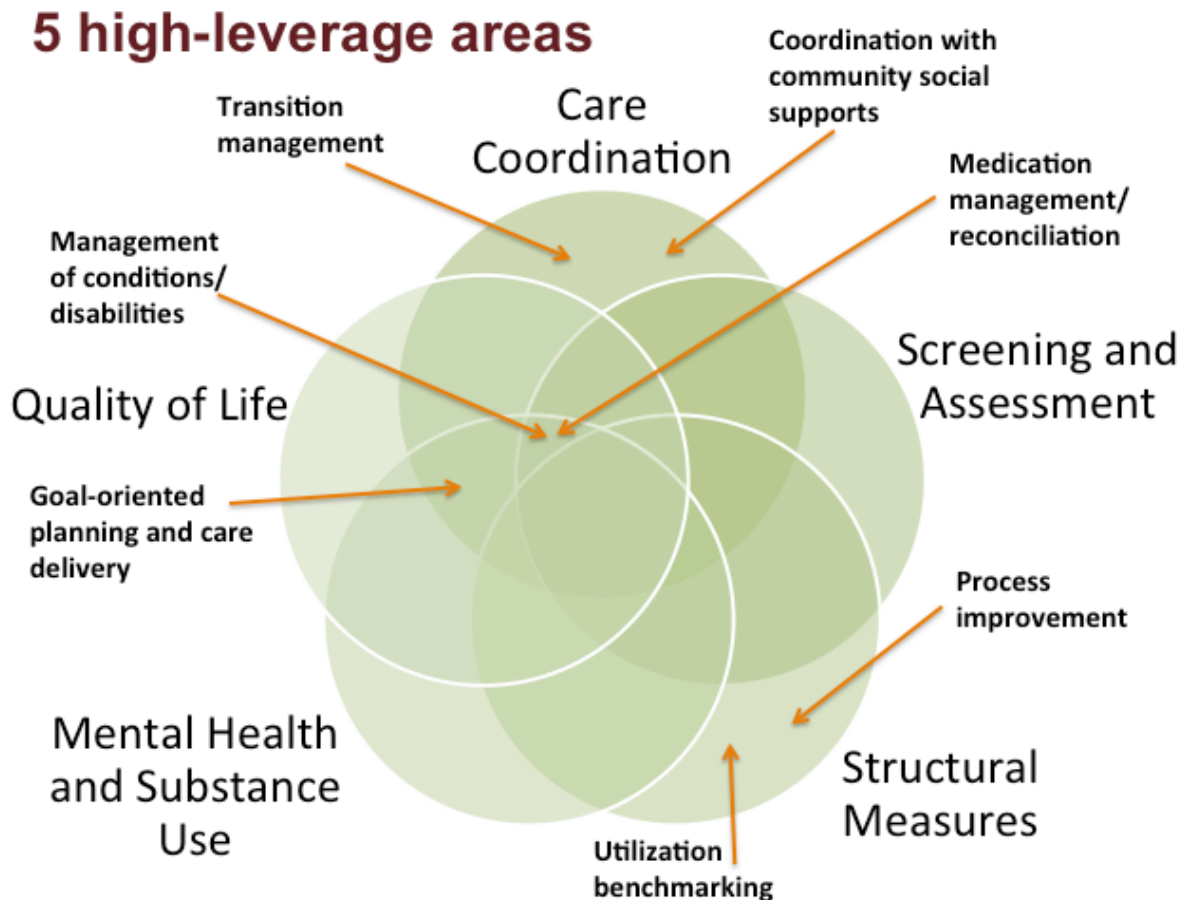 5 high-leverage areas
Coordination with
community social
supports
Transition
management
Care
Coordination
Medication
management/
reconciliation
Management
of conditions/
disabilities
Screening and
Assessment
Quality of Life
Goal-oriented
planning and care
delivery
Process
improvement
Mental Health
and Substance
Use
Structural
Measures
Utilization
benchmarking